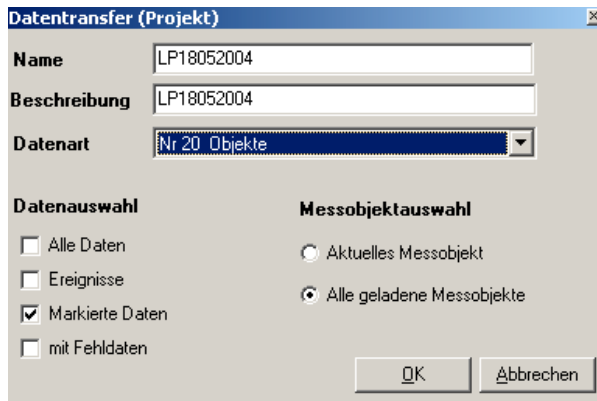 Datentransfer (Projekt)
Name LP18052004
Beschreibung LP18052004
Datenart Nr 20 Objekte
Datenauswahl
Alle Daten
Ereignisse
Markierte Daten
mit Fehldaten
Messobjektauswahl
Aktuelles Messobjekt
Alle geladene Messobjekte
OK Abbrechen